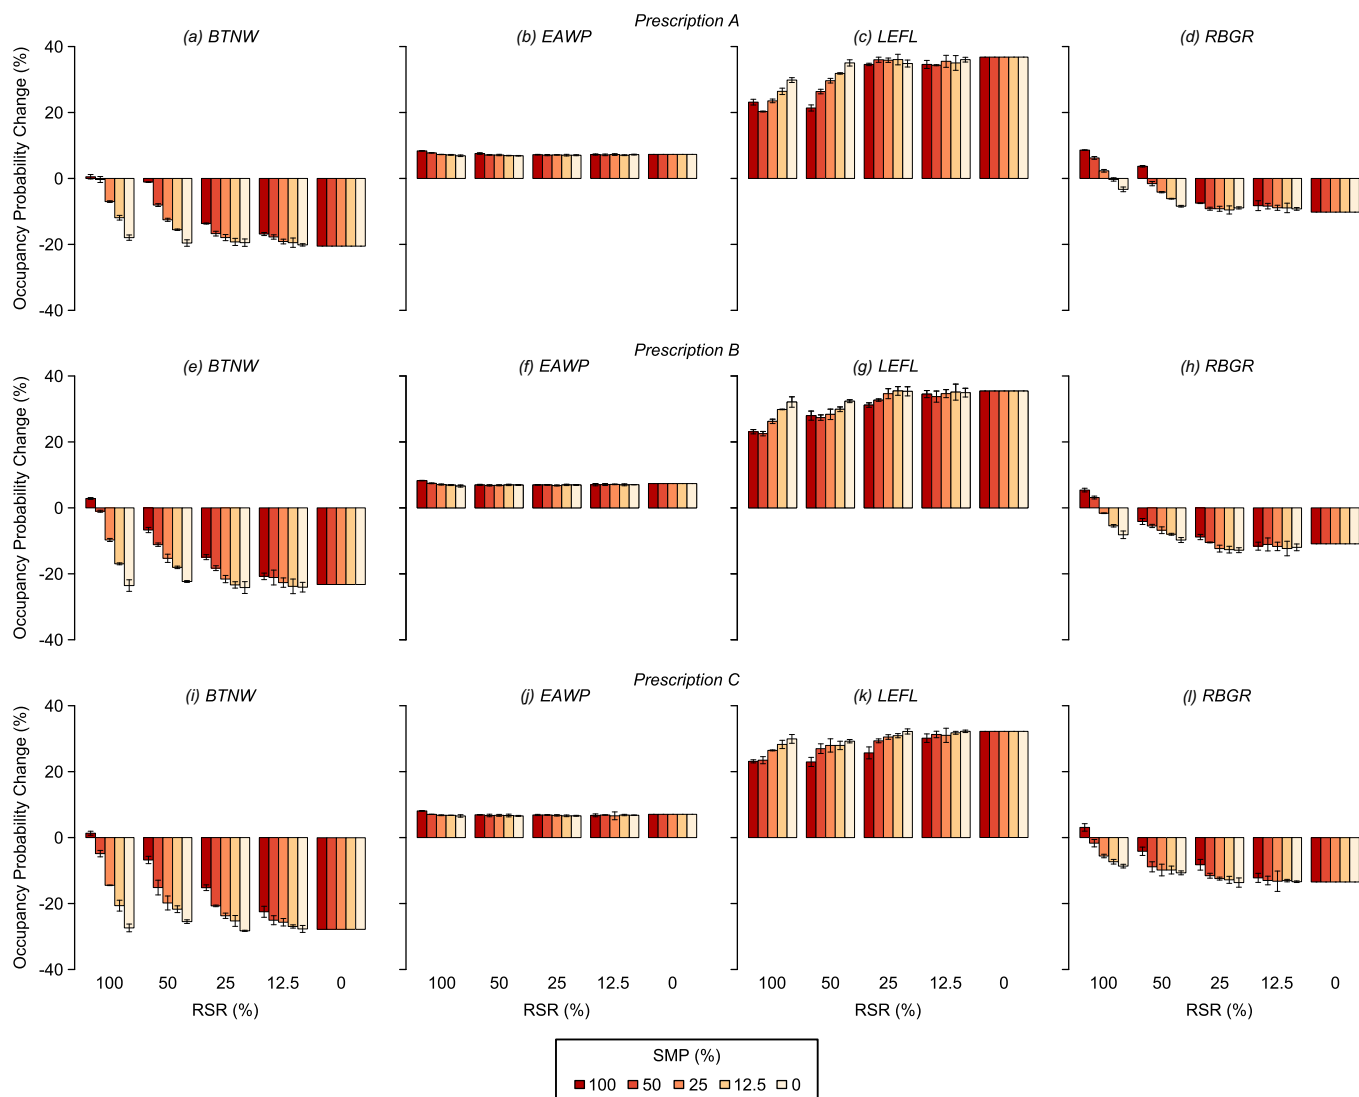 Prescription A
(a) BTNW (b) EAWP (c) LEFL (d) RBGR
Occupancy Probability Change (%)
40
20
0
-20
-40
Prescription B
(e) BTNW (f) EAWP (g) LEFL (h) RBGR
Occupancy Probability Change (%)
40
20
0
-20
-40
Prescription C
(i) BTNW (j) EAWP (k) LEFL (l) RBGR
Occupancy Probability Change (%)
40
20
0
-20
-40
100 50 25 12.5 0 100 50 25 12.5 0 100 50 25 12.5 0 100 50 25 12.5 0
RSR (%) RSR (%) RSR (%) RSR (%)
SMP (%)
100 50 25 12.5 0